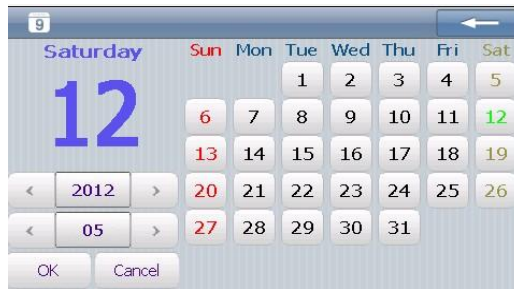 9
Saturday
12
2012
05
OK Cancel
Sun Mon Tue Wed Thu Fri Sat
1 2 3 4 5
6 7 8 9 10 11 12
13 14 15 16 17 18 19
20 21 22 23 24 25 26
27 28 29 30 31